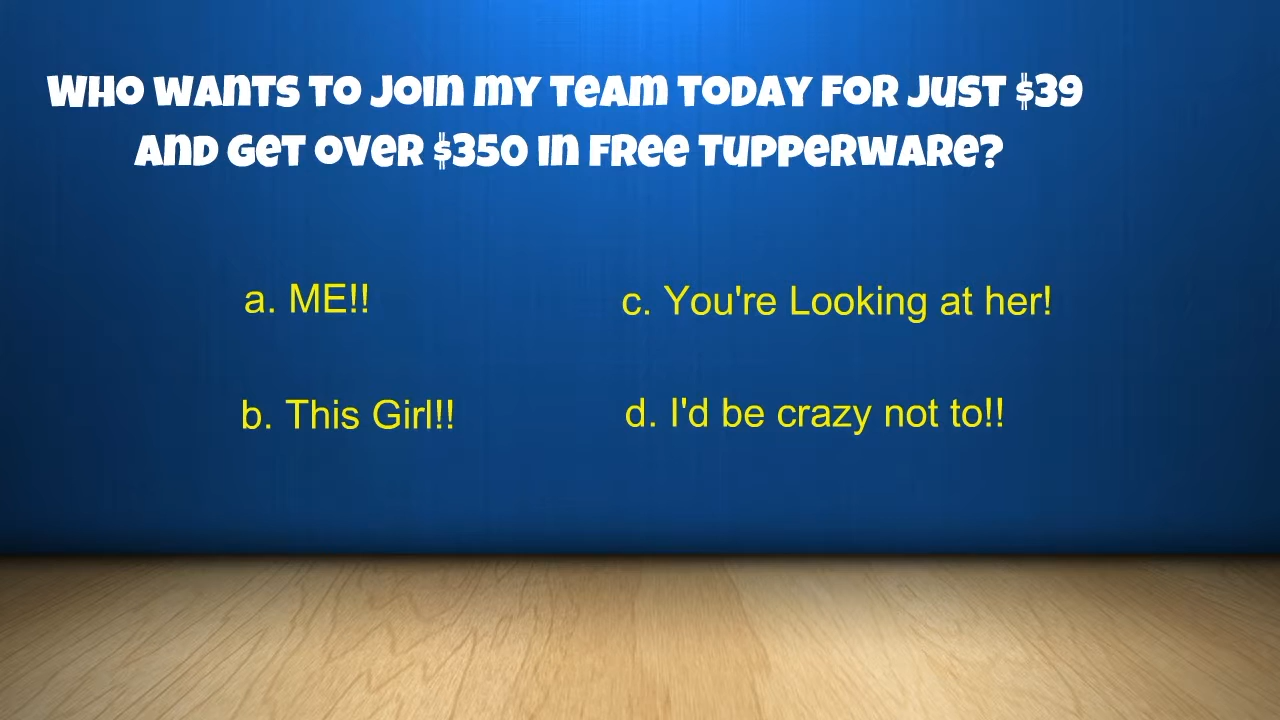 WHO WANTS TO JOIN MY TEAM TODAY FOR JUST $39
AND GET OVER $350 IN FREE TUPPERWARE?
a. ME!!
b. This Girl!!
c. You're Looking at her!
d. I'd be crazy not to!!